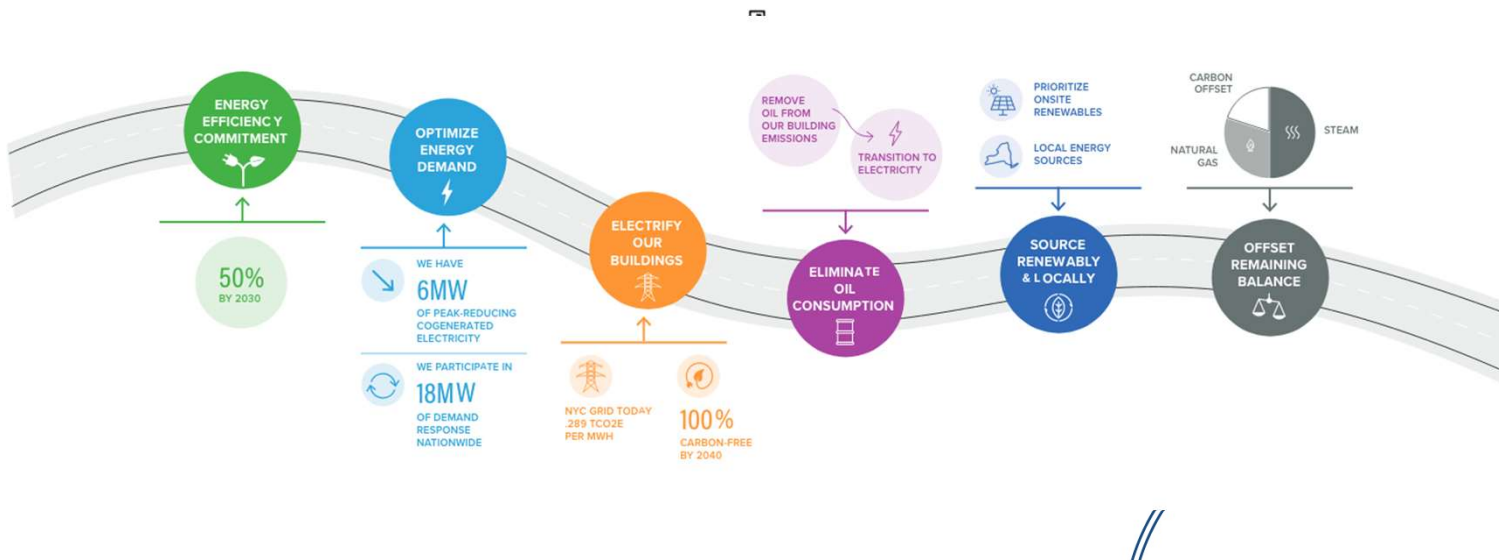 ENERGY
EFFICIENCY
COMMITMENT
50%
BY 2030
OPTIMIZE
ENERGY
DEMAND
WE HAVE
6MW
OF PEAK-REDUCING
COGENERATED
ELECTRICITY
WE PARTICIPATE IN
18MW
OF DEMAND
RESPONSE
NATIONWIDE
ELECTRIFY
OUR
BUILDINGS
NYC GRID TODAY
.289 TCO2E
PER MWH
100%
CARBON-FREE
BY 2040
REMOVE
OIL FROM
OUR BUILDING
EMISSIONS
TRANSITION TO
ELECTRICITY
ELIMINATE
OIL
CONSUMPTION
PRIORITIZE
ONSITE
RENEWABLES
LOCAL ENERGY
SOURCES
SOURCE
RENEWABLY
& LOCALLY
CARBON
OFFSET
STEAM
NATURAL
GAS
OFFSET
REMAINING
BALANCE